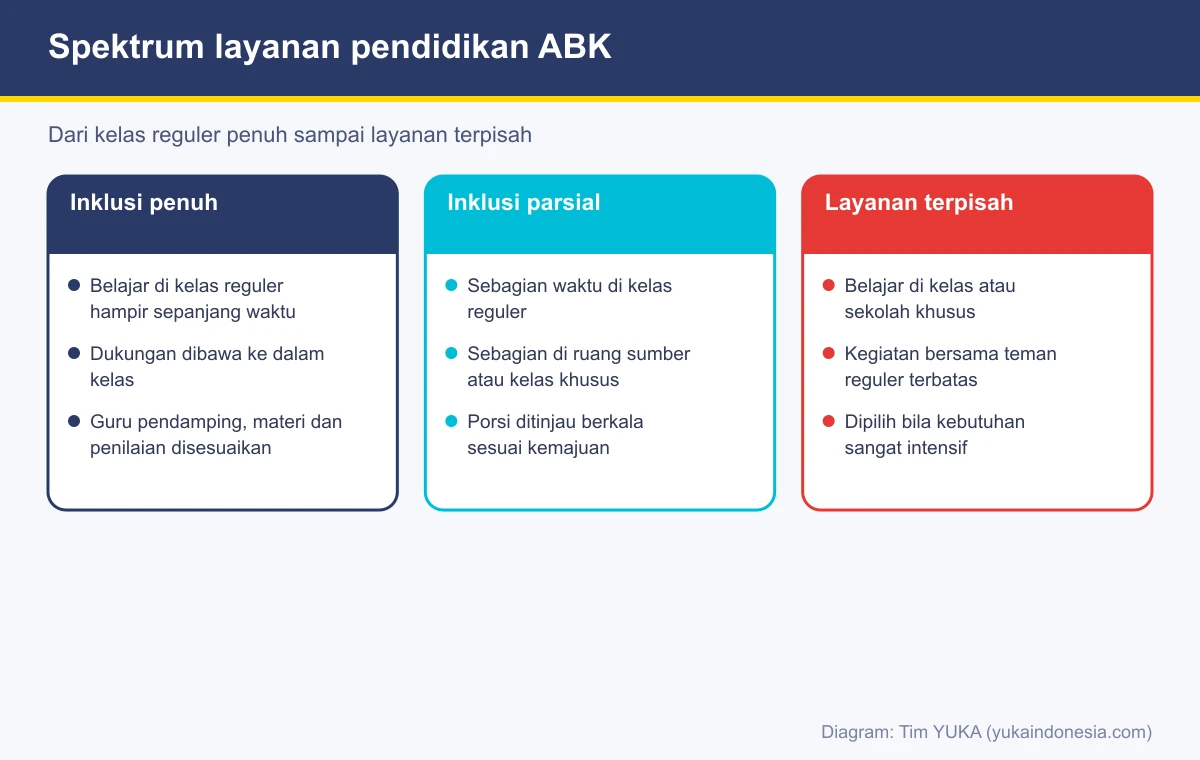 Spektrum layanan pendidikan ABK
Dari kelas reguler penuh sampai layanan terpisah
Inklusi penuh
Belajar di kelas reguler
hampir sepanjang waktu
Dukungan dibawa ke dalam
kelas
Guru pendamping, materi dan
penilaian disesuaikan
Inklusi parsial
Sebagian waktu di kelas
reguler
Sebagian di ruang sumber
atau kelas khusus
Porsi ditinjau berkala
sesuai kemajuan
Layanan terpisah
Belajar di kelas atau
sekolah khusus
Kegiatan bersama teman
reguler terbatas
Dipilih bila kebutuhan
sangat intensif
Diagram: Tim YUKA (yukaindonesia.com)